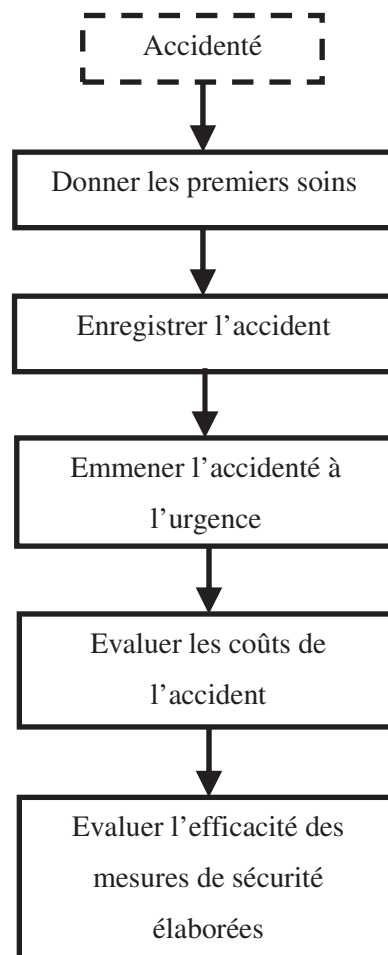 Accidenté
Donner les premiers soins
Enregistrer l’accident
Emmener l’accidenté à
l’urgence
Evaluer les coûts de
l’accident
Evaluer l’efficacité des
mesures de sécurité
élaborées